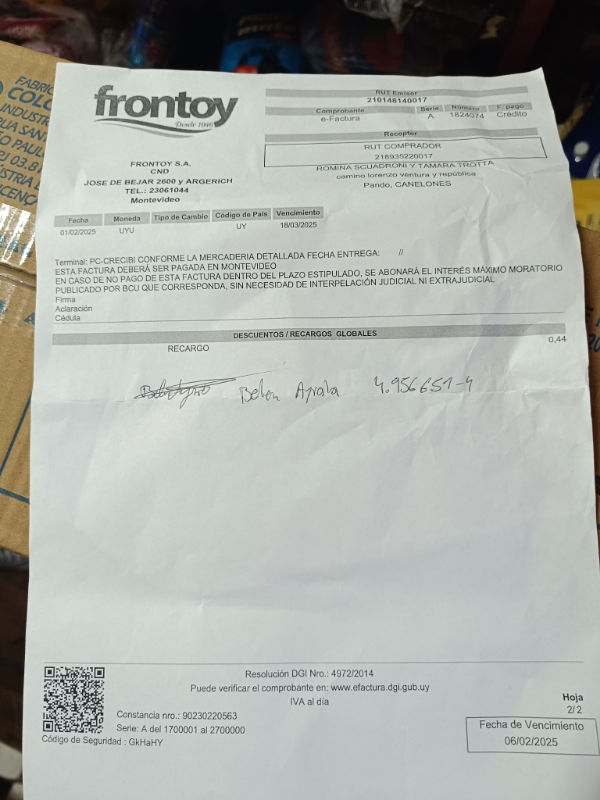 FABRIC
COLO
INDUSTR
frontoy
Desde 1946
FRONTOY S.A.
CND
JOSE DE BEJAR 2600 y ARGERICH
TEL.: 23061044
Montevideo
RUT Emisor
210148140017
Comprobante Serie Número F. pago
e-Factura A 1824074 Crédito
Receptor
RUT COMPRADOR
218935220017
ROMINA SCUADRONI Y TAMARA TROTTA
camino lorenzo ventura y república
Pando, CANELONES
Fecha Moneda Tipo de Cambio Código de País Vencimiento
01/02/2025 UYU UY 18/03/2025
Terminal: PC-CRECIBI CONFORME LA MERCADERIA DETALLADA FECHA ENTREGA: //
ESTA FACTURA DEBERÁ SER PAGADA EN MONTEVIDEO
EN CASO DE NO PAGO DE ESTA FACTURA DENTRO DEL PLAZO ESTIPULADO, SE ABONARÁ EL INTERÉS MÁXIMO MORATORIO
PUBLICADO POR BCU QUE CORRESPONDA, SIN NECESIDAD DE INTERPELACIÓN JUDICIAL NI EXTRAJUDICIAL
Firma
Aclaración
Cédula
DESCUENTOS / RECARGOS GLOBALES
RECARGO 0,44
Belen 4.956651-4
Resolución DGI Nro.: 4972/2014
Puede verificar el comprobante en: www.efactura.dgi.gub.uy
IVA al día
Constancia nro.: 90230220563
Serie: A del 1700001 al 2700000
Código de Seguridad : GkHaHY
Hoja
2/2
Fecha de Vencimiento
06/02/2025